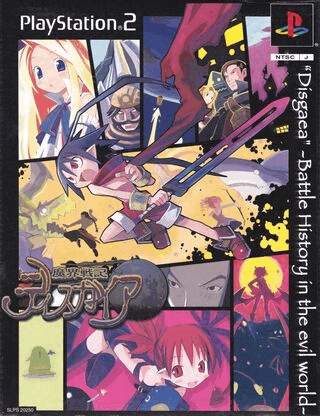 PlayStation®2
NTSC J
"Disgaea" ~Battle History in the evil world~
魔界戦記
ディスガイア
SLPS 20250